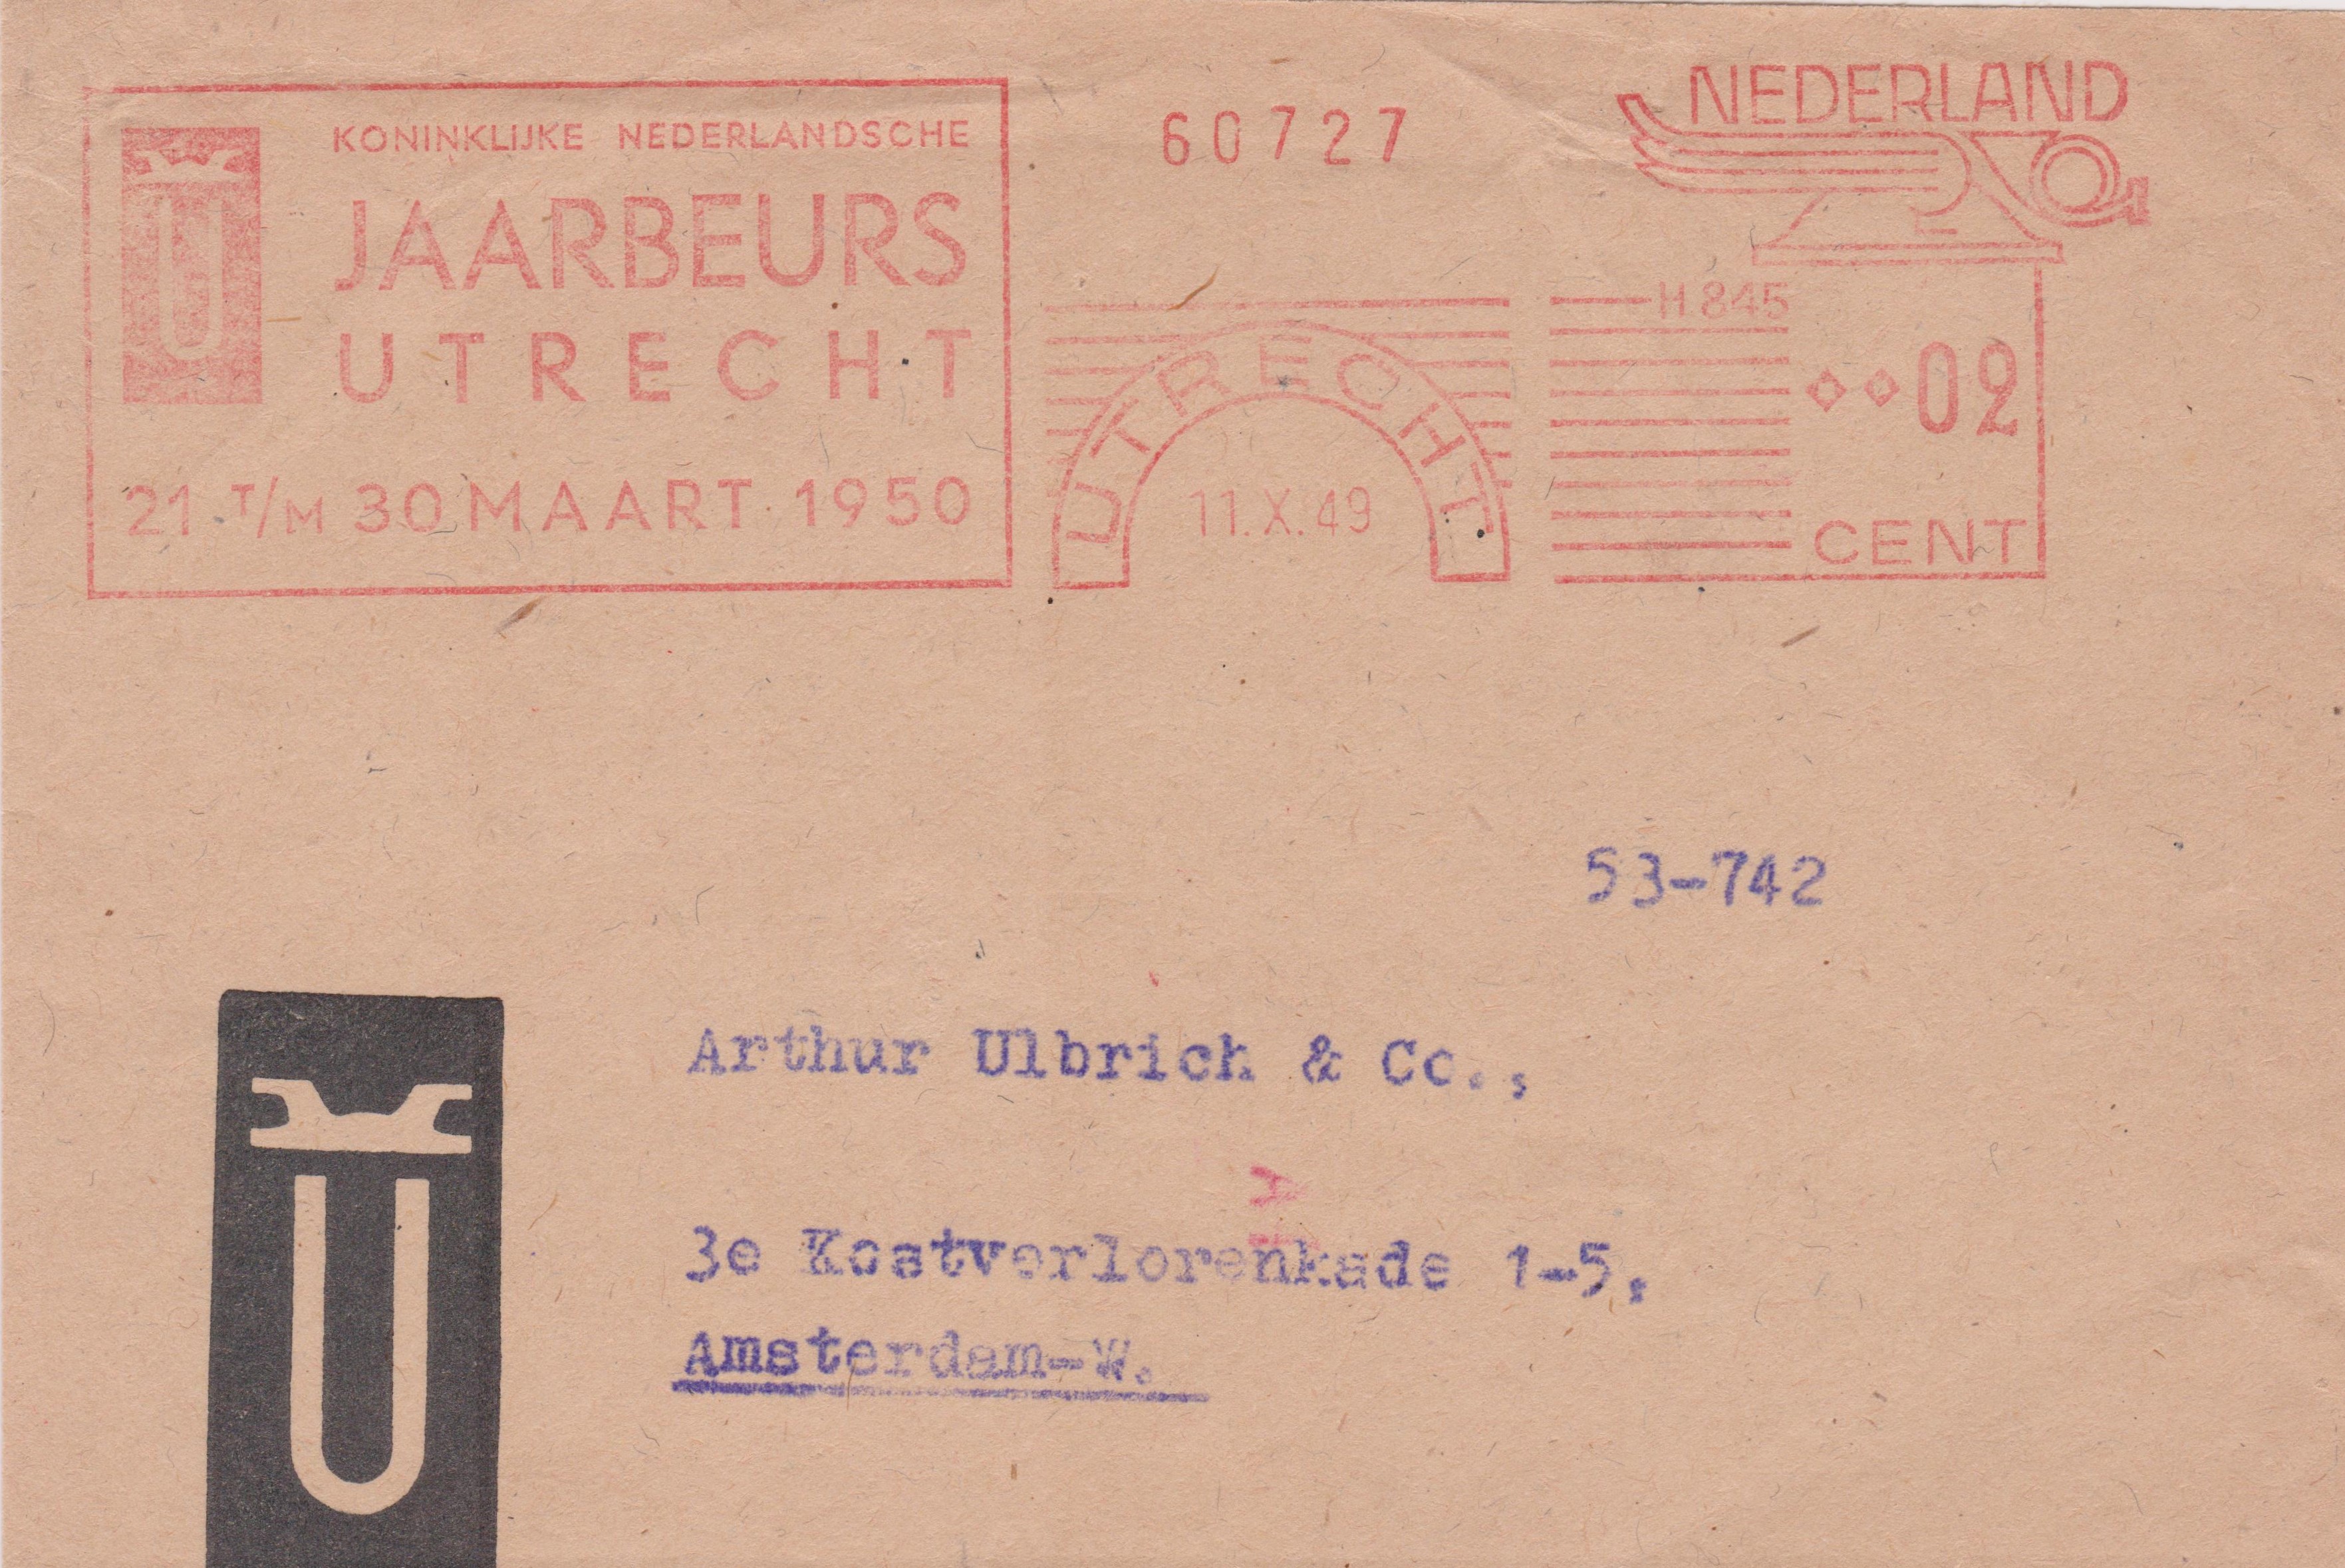 KONINKLIJKE NEDERLANDSCHE
JAARBEURS
UTRECHT
21 T/M 30 MAART 1950
60727
UTRECHT
11.X.49
NEDERLAND
H 845
02
CENT
53-742
Arthur Ulbrich & Co.,
3e Kostverlorenkade 1-5,
Amsterdam-W.
U